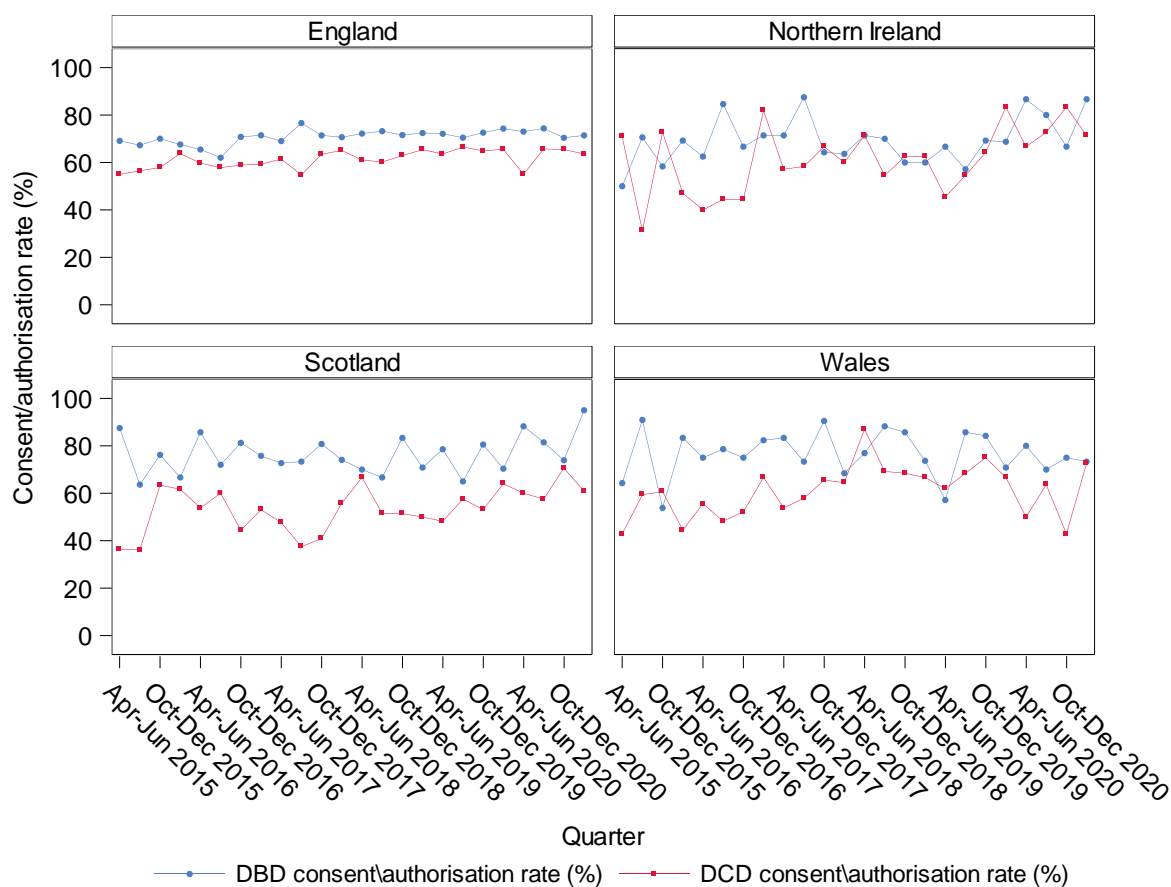 England
Northern Ireland
100
80
60
40
20
0
Scotland
Wales
100
80
60
40
20
0
Consent/authorisation rate (%)
Apr-Jun 2015
Oct-Dec 2015
Apr-Jun 2016
Oct-Dec 2016
Apr-Jun 2017
Oct-Dec 2017
Apr-Jun 2018
Oct-Dec 2018
Apr-Jun 2019
Oct-Dec 2019
Apr-Jun 2020
Oct-Dec 2020
Apr-Jun 2015
Oct-Dec 2015
Apr-Jun 2016
Oct-Dec 2016
Apr-Jun 2017
Oct-Dec 2017
Apr-Jun 2018
Oct-Dec 2018
Apr-Jun 2019
Oct-Dec 2019
Apr-Jun 2020
Oct-Dec 2020
Quarter
DBD consent\authorisation rate (%)
DCD consent\authorisation rate (%)